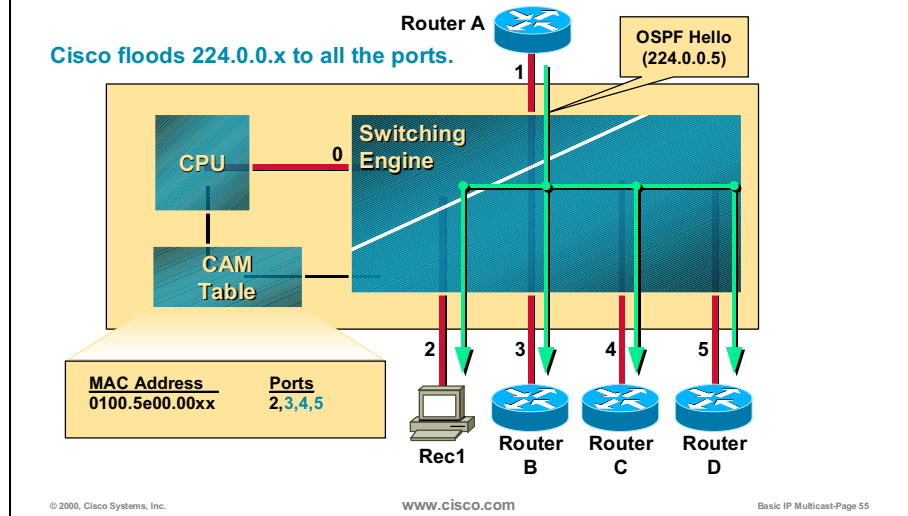 Router A
Cisco floods 224.0.0.x to all the ports.
OSPF Hello
(224.0.0.5)
1
Switching
Engine
CPU
0
CAM
Table
2
3
4
5
MAC Address Ports
0100.5e00.00xx 2,3,4,5
Rec1
Router
B
Router
C
Router
D
© 2000, Cisco Systems, Inc.
www.cisco.com
Basic IP Multicast-Page 55